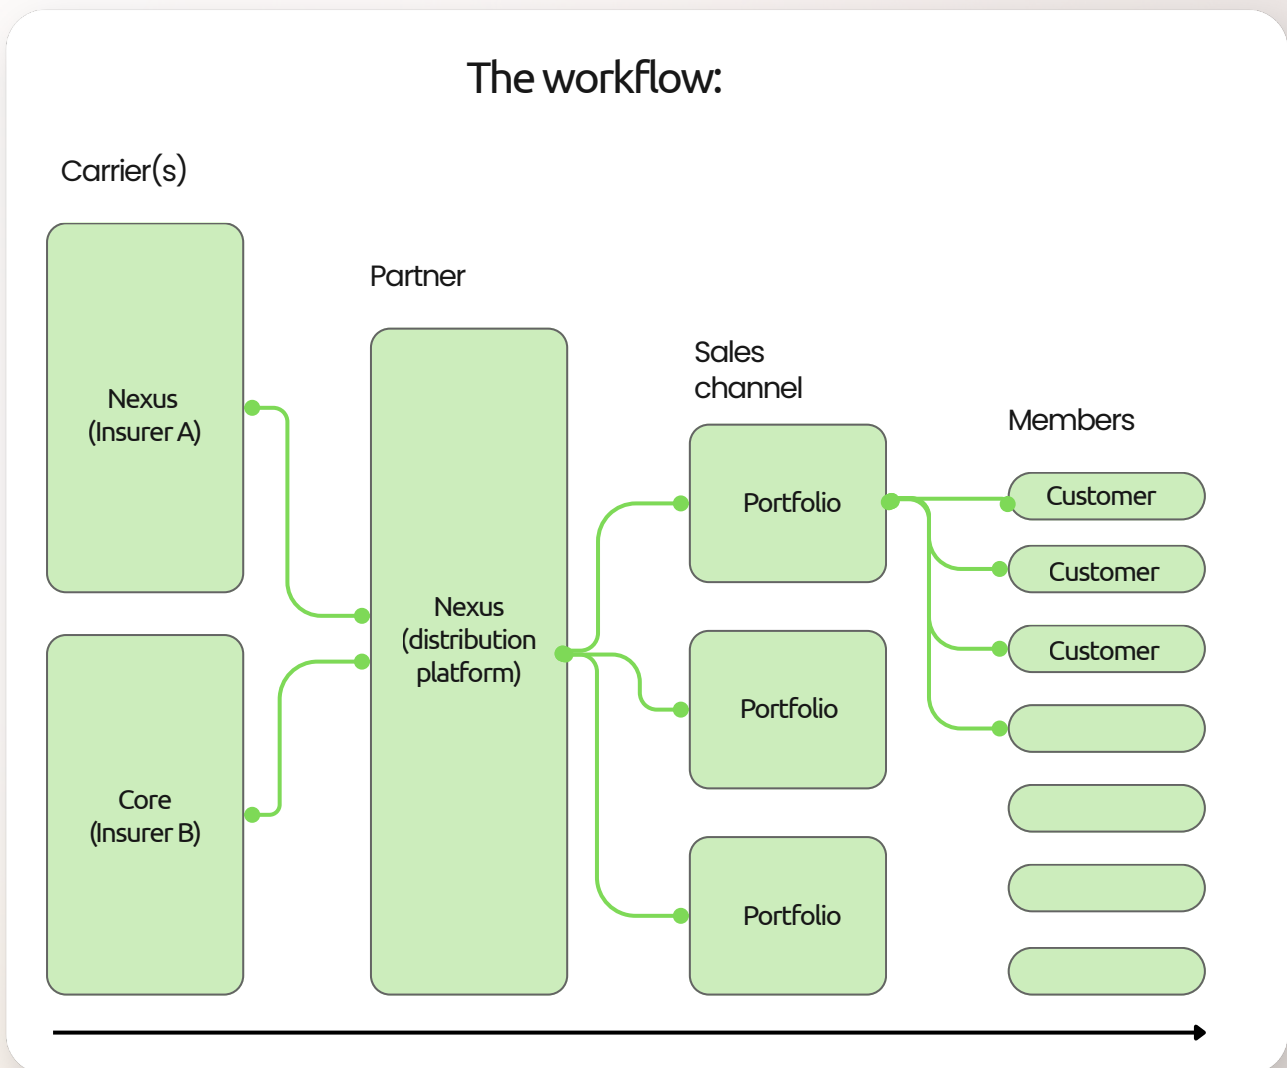 The workflow:
Carrier(s)
Nexus
(Insurer A)
Core
(Insurer B)
Partner
Nexus
(distribution
platform)
Sales
channel
Portfolio
Portfolio
Portfolio
Members
Customer
Customer
Customer